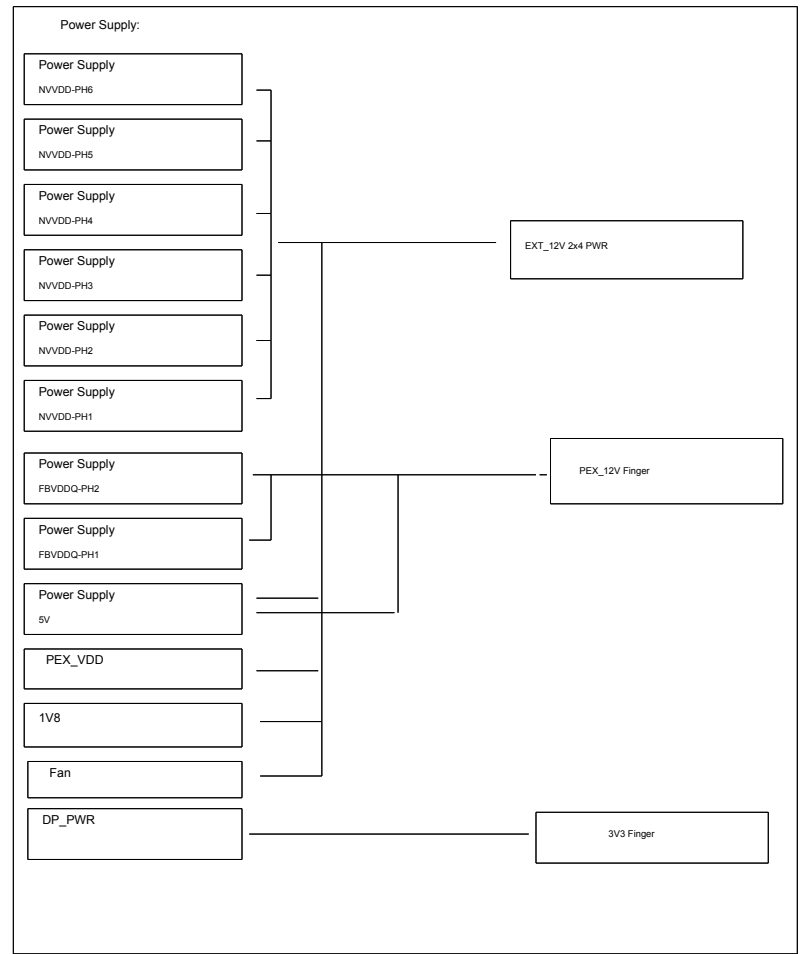 Power Supply:
Power Supply
NVVDD-PH6
Power Supply
NVVDD-PH5
Power Supply
NVVDD-PH4
EXT_12V 2x4 PWR
Power Supply
NVVDD-PH3
Power Supply
NVVDD-PH2
Power Supply
NVVDD-PH1
Power Supply
FBVDDQ-PH2
PEX_12V Finger
Power Supply
FBVDDQ-PH1
Power Supply
5V
PEX_VDD
1V8
Fan
DP_PWR
3V3 Finger